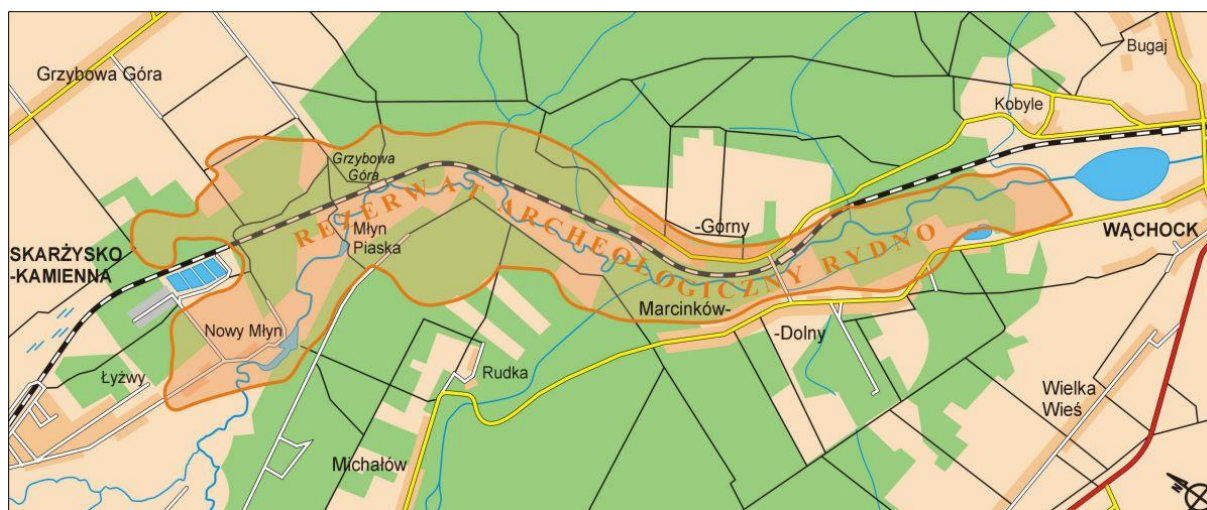 Grzybowa Góra
Bugaj
Kobyle
Grzybowa
Góra
REZERWAT ARCHEOLOGICZNY RYDNO
Młyn
Piaska
-Górny
WĄCHOCK
SKARŻYSKO
-KAMIENNA
Nowy Młyn
Marcinków-
-Dolny
Łyżwy
Rudka
Wielka
Wieś
Michałów
N